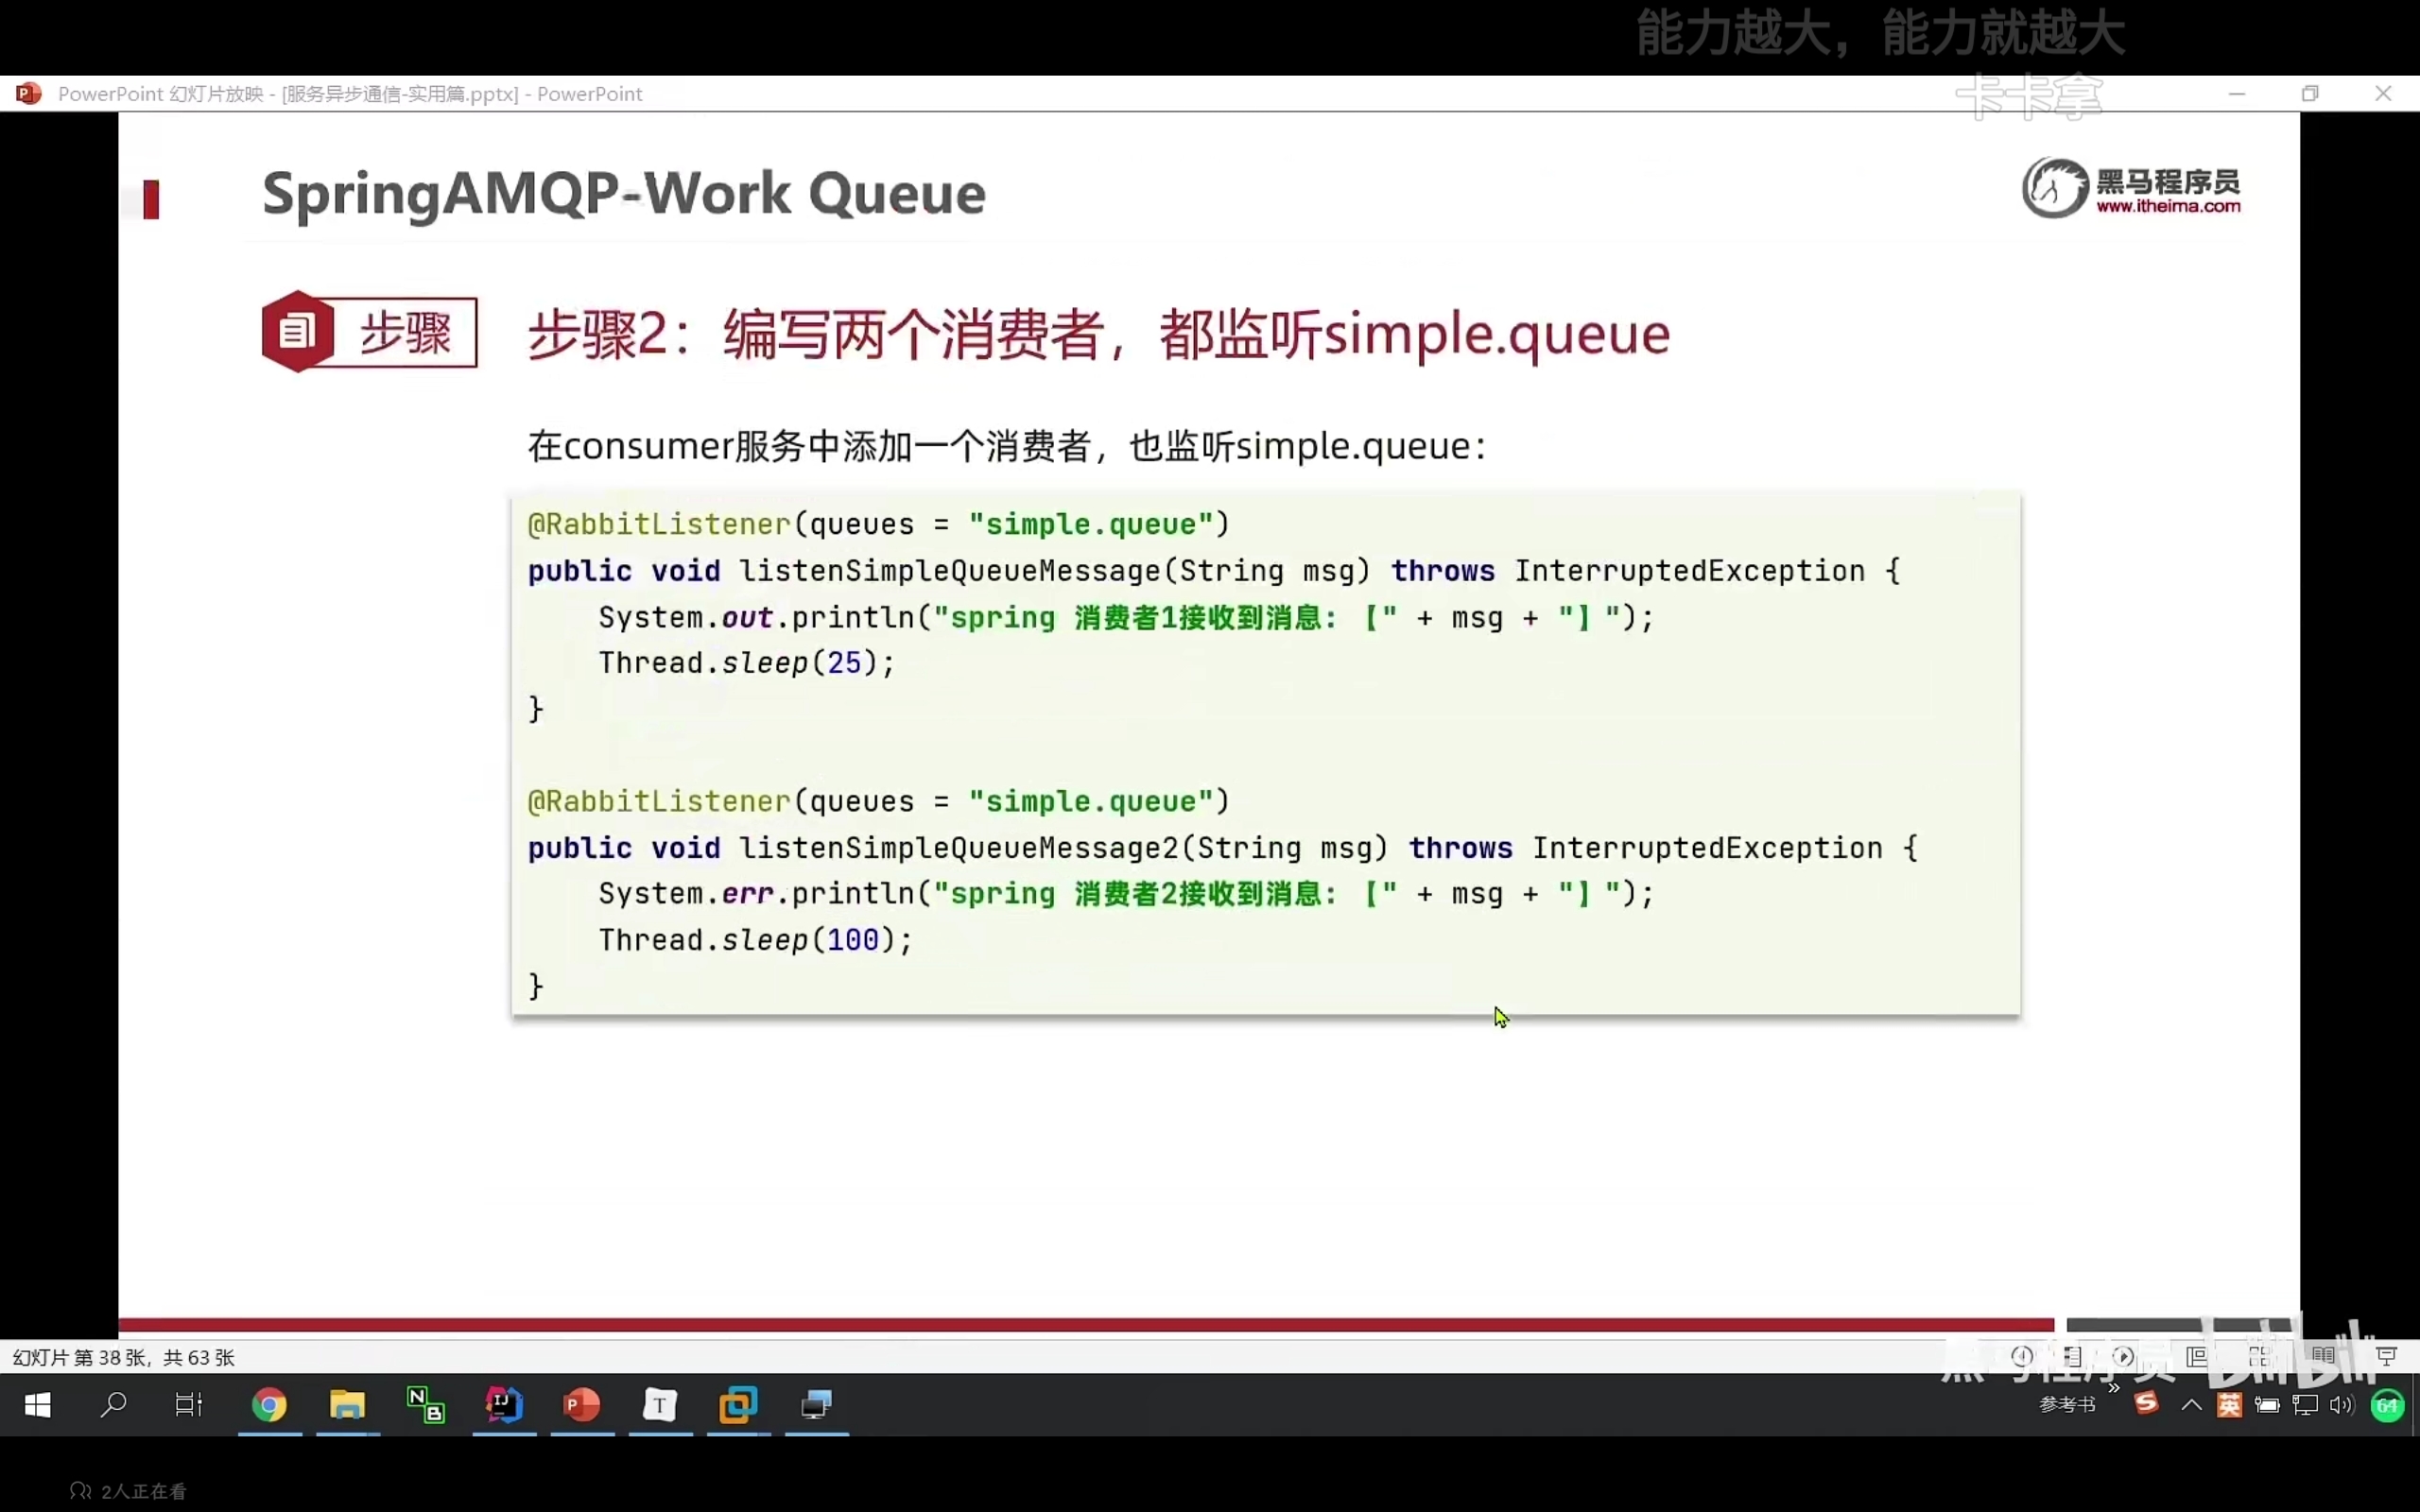 能力越大，能力就越大
卡卡拿
PowerPoint 幻灯片放映 - [服务异步通信-实用篇.pptx] - PowerPoint
SpringAMQP-Work Queue
黑马程序员
www.itheima.com
步骤
步骤2：编写两个消费者，都监听simple.queue
在consumer服务中添加一个消费者，也监听simple.queue：
@RabbitListener(queues = "simple.queue")
public void listenSimpleQueueMessage(String msg) throws InterruptedException {
    System.out.println("spring 消费者1接收到消息：【" + msg + "】");
    Thread.sleep(25);
}
@RabbitListener(queues = "simple.queue")
public void listenSimpleQueueMessage2(String msg) throws InterruptedException {
    System.err.println("spring 消费者2接收到消息：【" + msg + "】");
    Thread.sleep(100);
}
幻灯片 第 38 张，共 63 张
黑马程序员 bilibili
参考书
英
64
2人正在看